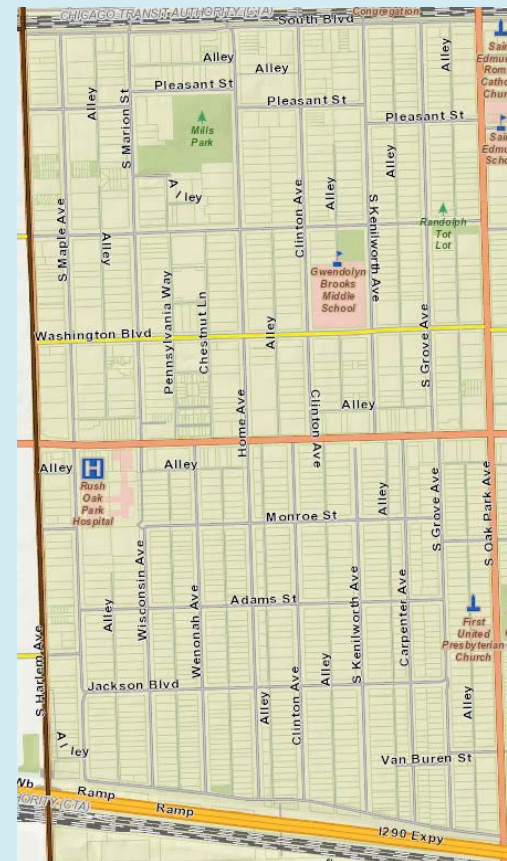 CHICAGO TRANSIT AUTHORITY (CTA)
Congregation
South Blvd
Alley
Alley
Alley
Pleasant St
Alley
S Marion St
Pleasant St
Pleasant St
Mills
Park
Alley
Alley
Alley
S Maple Ave
Alley
Clinton Ave
S Kenilworth Ave
Randolph
Tot
Lot
Gwendolyn
Brooks
Middle
School
Pennsylvania Way
Chestnut Ln
Washington Blvd
Alley
S Grove Ave
Home Ave
Clinton Ave
Alley
Alley
H
Rush
Oak
Park
Hospital
Alley
Alley
S Grove Ave
S Oak Park Ave
Monroe St
Wisconsin Ave
Wenonah Ave
Alley
Adams St
S Kenilworth Ave
Carpenter Ave
First
United
Presbyterian
Church
S Harlem Ave
Jackson Blvd
Alley
Clinton Ave
Alley
Alley
Alley
Van Buren St
Wb
Ramp
Ramp
I290 Expy